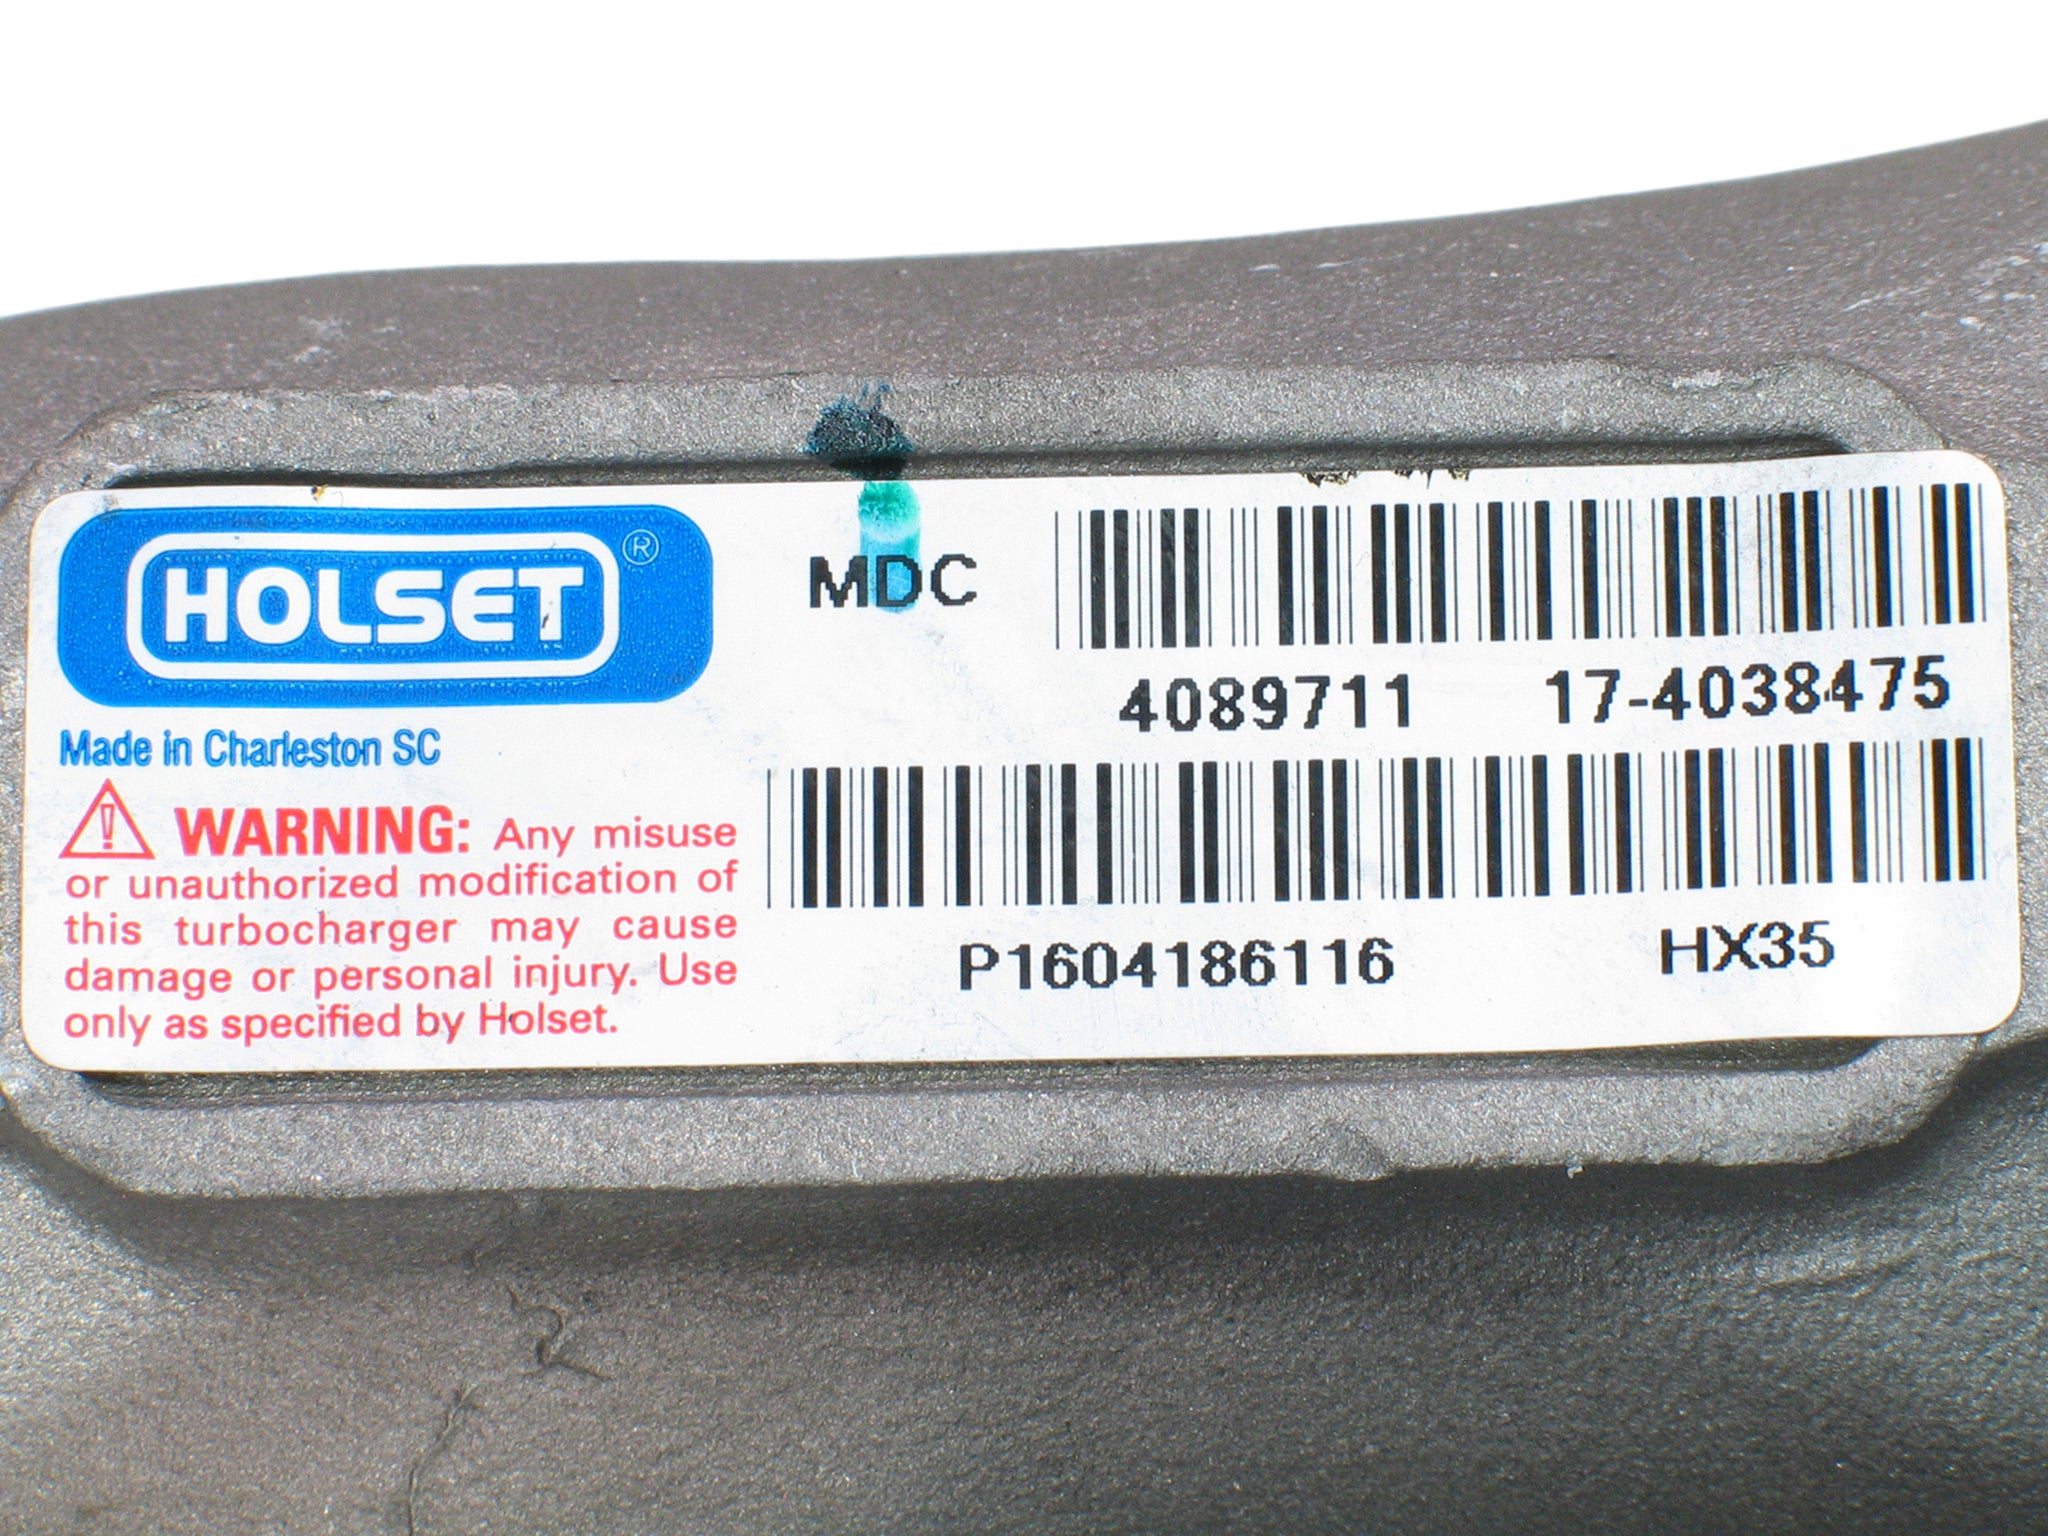 HOLSET ®
Made in Charleston SC
WARNING: Any misuse
or unauthorized modification of
this turbocharger may cause
damage or personal injury. Use
only as specified by Holset.
MDC
4089711 17-4038475
P1604186116 HX35